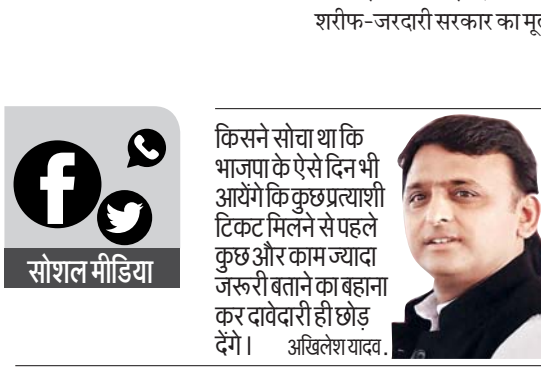 शरीफ-जरदारी सरकार का
सोशल मीडिया
किसने सोचा था कि
भाजपा के ऐसे दिन भी
आयेंगे कि कुछ प्रत्याशी
टिकट मिलने से पहले
कुछ और काम ज्यादा
जरूरी बताने का बहाना
कर दावेदारी ही छोड़
देंगे। अखिलेश यादव.